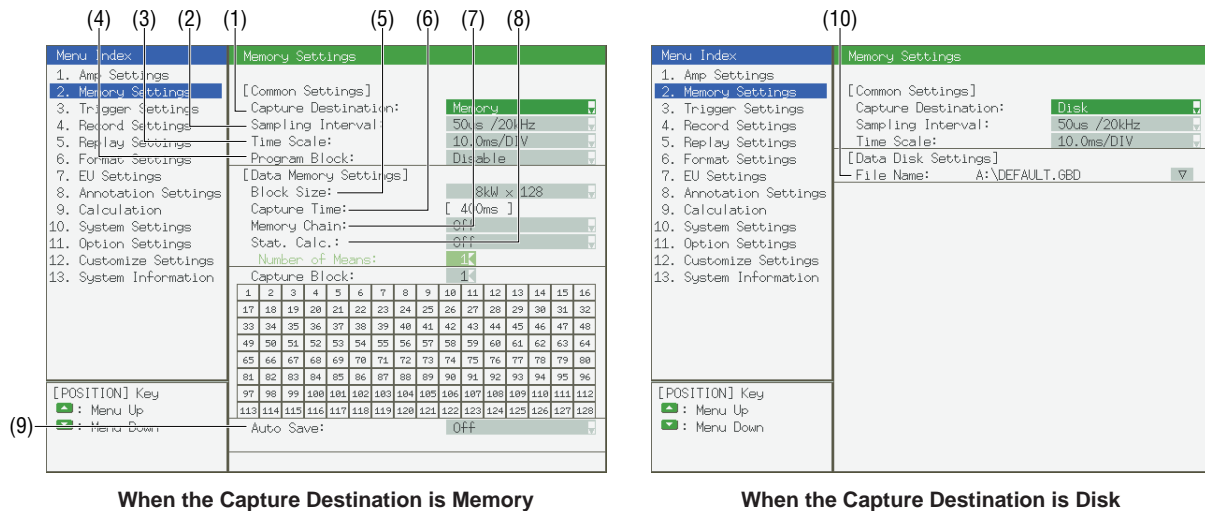 (4) (3) (2) (1) (5) (6) (7) (8)
Menu Index
1. Amp Settings
2. Memory Settings
3. Trigger Settings
4. Record Settings
5. Replay Settings
6. Format Settings
7. EU Settings
8. Annotation Settings
9. Calculation
10. System Settings
11. Option Settings
12. Customize Settings
13. System Information
[POSITION] Key
: Menu Up
: Menu Down
(9)
Memory Settings
[Common Settings]
Capture Destination: Memory
Sampling Interval: 50us /20kHz
Time Scale: 10.0ms/DIV
Program Block: Disable
[Data Memory Settings]
Block Size: 8kW × 128
Capture Time: [ 400ms ]
Memory Chain: Off
Stat. Calc.: Off
Number of Means: 1
Capture Block: 1
1 2 3 4 5 6 7 8 9 10 11 12 13 14 15 16
17 18 19 20 21 22 23 24 25 26 27 28 29 30 31 32
33 34 35 36 37 38 39 40 41 42 43 44 45 46 47 48
49 50 51 52 53 54 55 56 57 58 59 60 61 62 63 64
65 66 67 68 69 70 71 72 73 74 75 76 77 78 79 80
81 82 83 84 85 86 87 88 89 90 91 92 93 94 95 96
97 98 99 100 101 102 103 104 105 106 107 108 109 110 111 112
113 114 115 116 117 118 119 120 121 122 123 124 125 126 127 128
Auto Save: Off
When the Capture Destination is Memory
(10)
Menu Index
1. Amp Settings
2. Memory Settings
3. Trigger Settings
4. Record Settings
5. Replay Settings
6. Format Settings
7. EU Settings
8. Annotation Settings
9. Calculation
10. System Settings
11. Option Settings
12. Customize Settings
13. System Information
[POSITION] Key
: Menu Up
: Menu Down
Memory Settings
[Common Settings]
Capture Destination: Disk
Sampling Interval: 50us /20kHz
Time Scale: 10.0ms/DIV
[Data Disk Settings]
File Name: A:\DEFAULT.GBD
When the Capture Destination is Disk